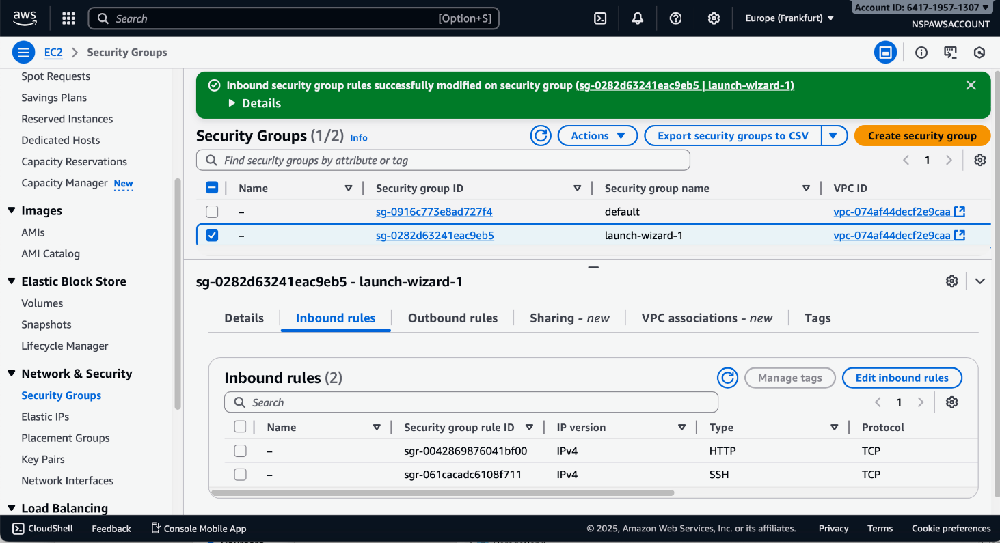 aws
Search [Option+S] Europe (Frankfurt) Account ID: 6417-1957-1307
NSPAWSACCOUNT
EC2 Security Groups
Spot Requests
Savings Plans
Reserved Instances
Dedicated Hosts
Capacity Reservations
Capacity Manager New
Images
AMIs
AMI Catalog
Elastic Block Store
Volumes
Snapshots
Lifecycle Manager
Network & Security
Security Groups
Elastic IPs
Placement Groups
Key Pairs
Network Interfaces
Load Balancing
Inbound security group rules successfully modified on security group (sg-0282d63241eac9eb5 | launch-wizard-1)
Details
Security Groups (1/2) Info Actions Export security groups to CSV Create security group
Find security groups by attribute or tag 1
Name Security group ID Security group name VPC ID
– sg-0916c773e8ad727f4 default vpc-074af44decf2e9caa
– sg-0282d63241eac9eb5 launch-wizard-1 vpc-074af44decf2e9caa
sg-0282d63241eac9eb5 - launch-wizard-1
Details Inbound rules Outbound rules Sharing - new VPC associations - new Tags
Inbound rules (2) Manage tags Edit inbound rules
Search 1
Name Security group rule ID IP version Type Protocol
– sgr-0042869876041bf00 IPv4 HTTP TCP
– sgr-061cacadc6108f711 IPv4 SSH TCP
CloudShell Feedback Console Mobile App © 2025, Amazon Web Services, Inc. or its affiliates. Privacy Terms Cookie preferences